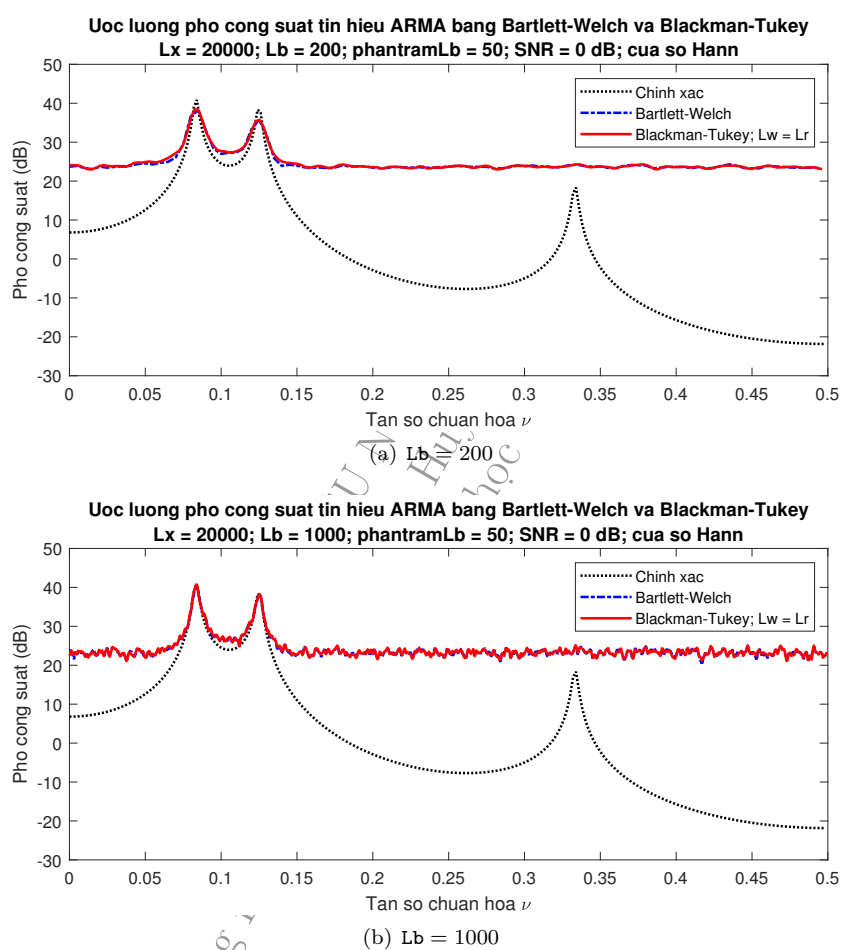 Uoc luong pho cong suat tin hieu ARMA bang Bartlett-Welch va Blackman-Tukey
Lx = 20000; Lb = 200; phantramLb = 50; SNR = 0 dB; cua so Hann
50
40
30
20
10
0
-10
-20
-30
Pho cong suat (dB)
Chinh xac
Bartlett-Welch
Blackman-Tukey; Lw = Lr
0 0.05 0.1 0.15 0.2 0.25 0.3 0.35 0.4 0.45 0.5
Tan so chuan hoa ν
(a) Lb = 200
Uoc luong pho cong suat tin hieu ARMA bang Bartlett-Welch va Blackman-Tukey
Lx = 20000; Lb = 1000; phantramLb = 50; SNR = 0 dB; cua so Hann
50
40
30
20
10
0
-10
-20
-30
Pho cong suat (dB)
Chinh xac
Bartlett-Welch
Blackman-Tukey; Lw = Lr
0 0.05 0.1 0.15 0.2 0.25 0.3 0.35 0.4 0.45 0.5
Tan so chuan hoa ν
(b) Lb = 1000